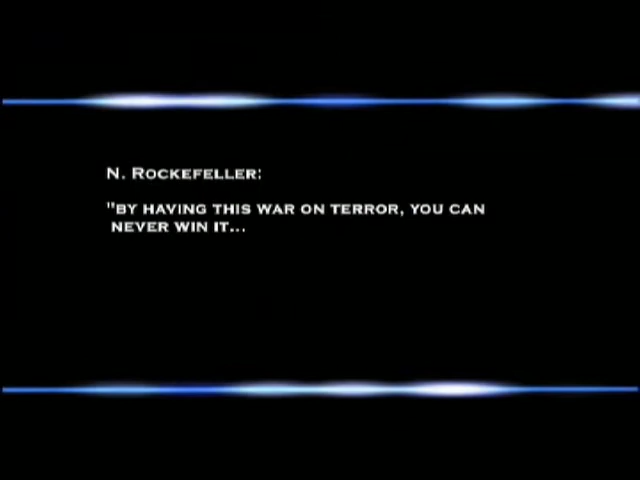 N. ROCKEFELLER:
"BY HAVING THIS WAR ON TERROR, YOU CAN
NEVER WIN IT...